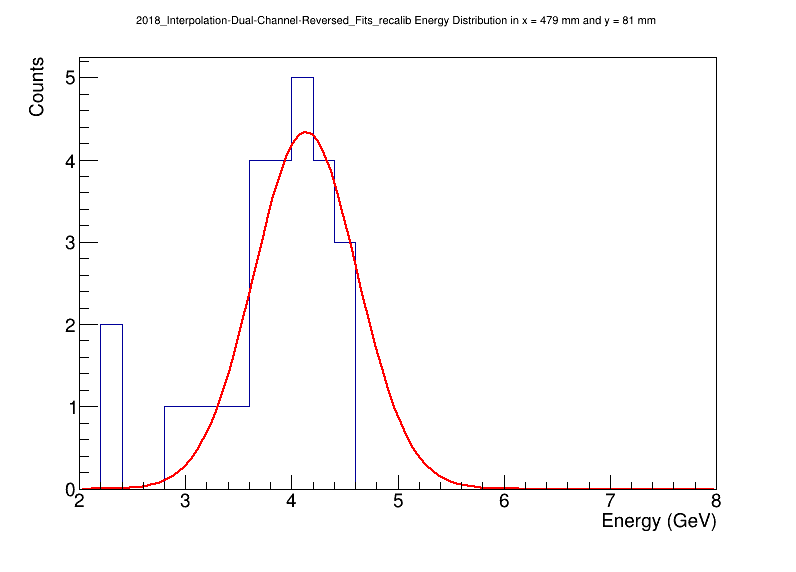 2018_Interpolation-Dual-Channel-Reversed_Fits_recalib Energy Distribution in x = 479 mm and y = 81 mm
Counts
5
4
3
2
1
0
2 3 4 5 6 7 8
Energy (GeV)